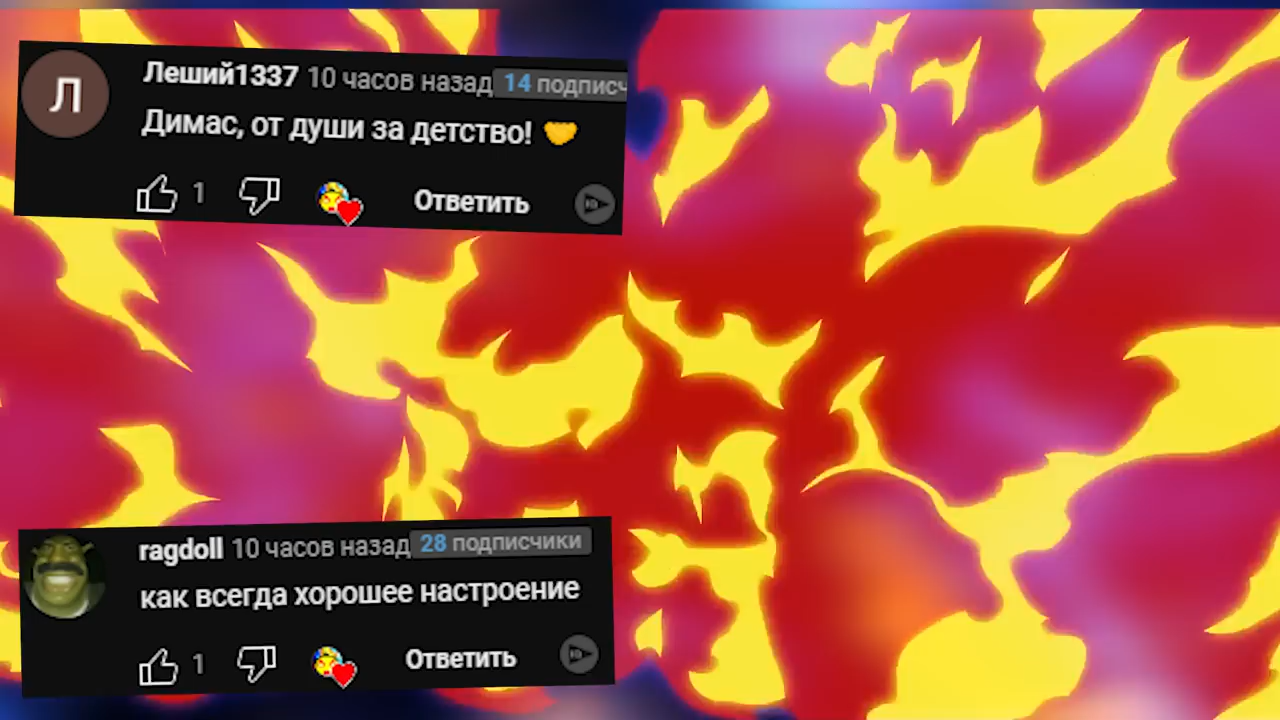 Л
Леший1337 10 часов назад 14 подписч
Димас, от души за детство!
1 Ответить
ragdoll 10 часов назад 28 подписчики
как всегда хорошее настроение
1 Ответить